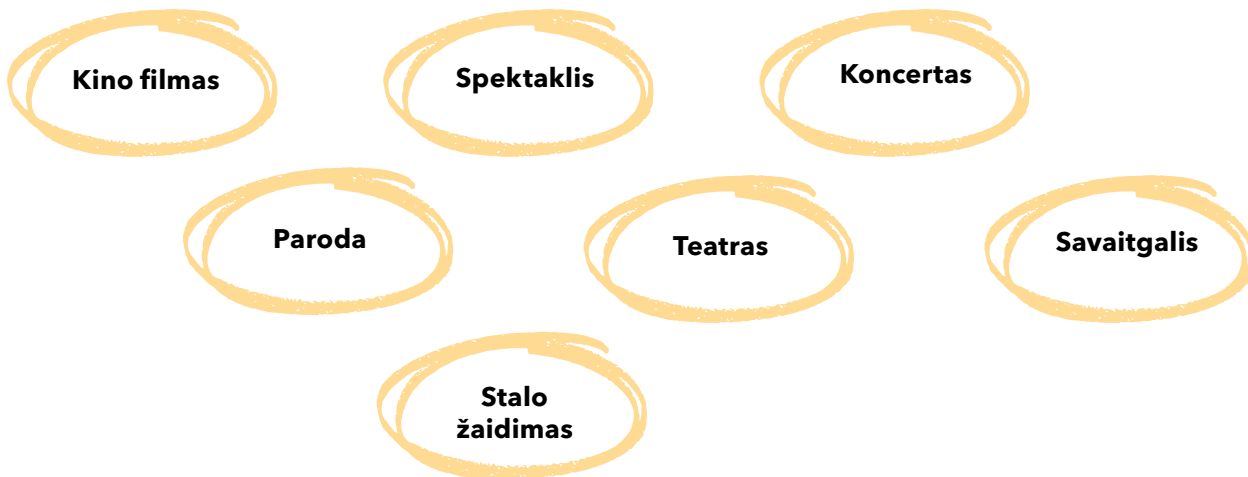 Kino filmas
Spektaklis
Koncertas
Paroda
Teatras
Savaitgalis
Stalo
žaidimas